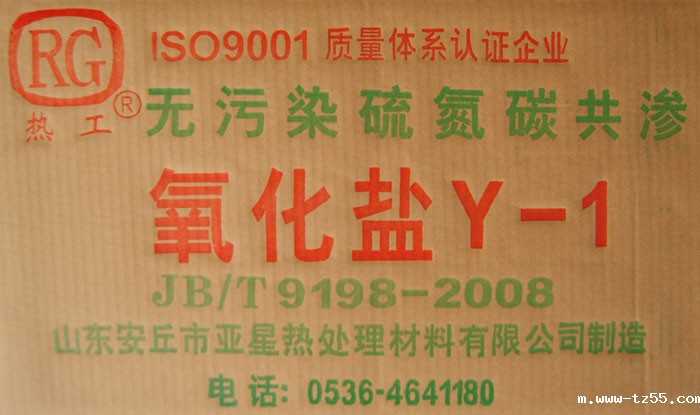 RG
热工®
ISO9001 质量体系认证企业
无污染硫氮碳共渗
氧化盐Y-1
JB/T 9198-2008
山东安丘市亚星热处理材料有限公司制造
电话: 0536-4641180
m.www-tz55.com